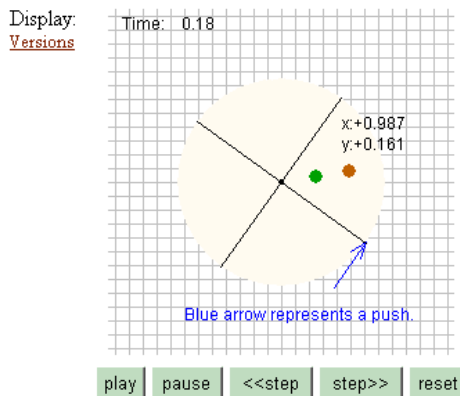 Display:
Versions
Time: 0.18
x:+0.987
y:+0.161
Blue arrow represents a push.
play
pause
<<step
step>>
reset